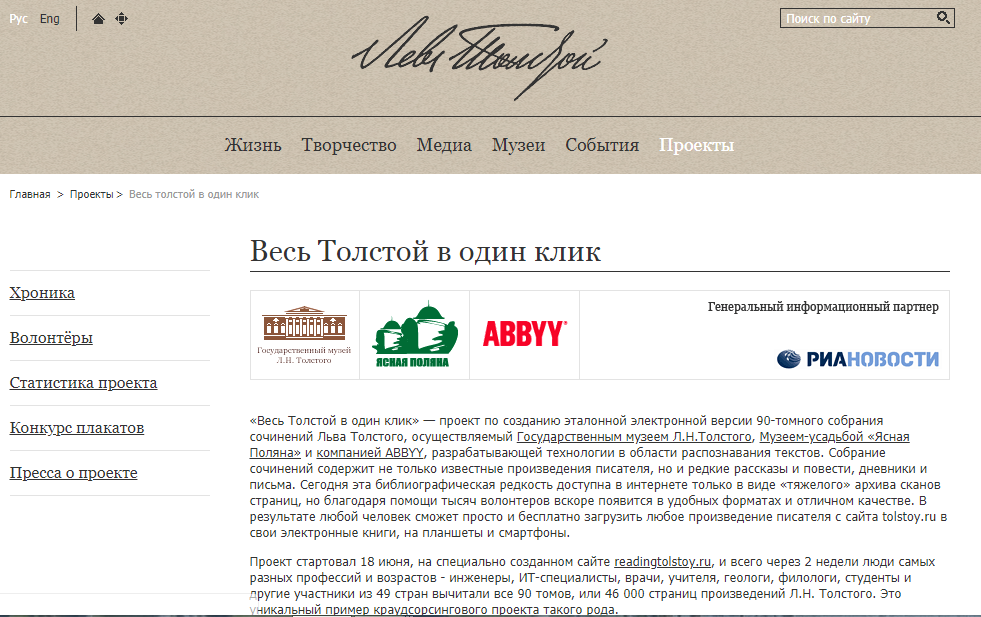 Рус Eng
Поиск по сайту
Левъ Толстой
Жизнь Творчество Медиа Музеи События Проекты
Главная > Проекты > Весь толстой в один клик
Весь Толстой в один клик
Хроника
Волонтёры
Статистика проекта
Конкурс плакатов
Пресса о проекте
Государственный музей
Л.Н. Толстого
ЯСНАЯ ПОЛЯНА
ABBYY
Генеральный информационный партнер
РИАНОВОСТИ
«Весь Толстой в один клик» — проект по созданию эталонной электронной версии 90-томного собрания
сочинений Льва Толстого, осуществляемый Государственным музеем Л.Н.Толстого, Музеем-усадьбой «Ясная
Поляна» и компанией ABBYY, разрабатывающей технологии в области распознавания текстов. Собрание
сочинений содержит не только известные произведения писателя, но и редкие рассказы и повести, дневники и
письма. Сегодня эта библиографическая редкость доступна в интернете только в виде «тяжелого» архива сканов
страниц, но благодаря помощи тысяч волонтеров вскоре появится в удобных форматах и отличном качестве. В
результате любой человек сможет просто и бесплатно загрузить любое произведение писателя с сайта tolstoy.ru в
свои электронные книги, на планшеты и смартфоны.
Проект стартовал 18 июня, на специально созданном сайте readingtolstoy.ru, и всего через 2 недели люди самых
разных профессий и возрастов - инженеры, ИТ-специалисты, врачи, учителя, геологи, филологи, студенты и
другие участники из 49 стран вычитали все 90 томов, или 46 000 страниц произведений Л.Н. Толстого. Это
уникальный пример краудсорсингового проекта такого рода.